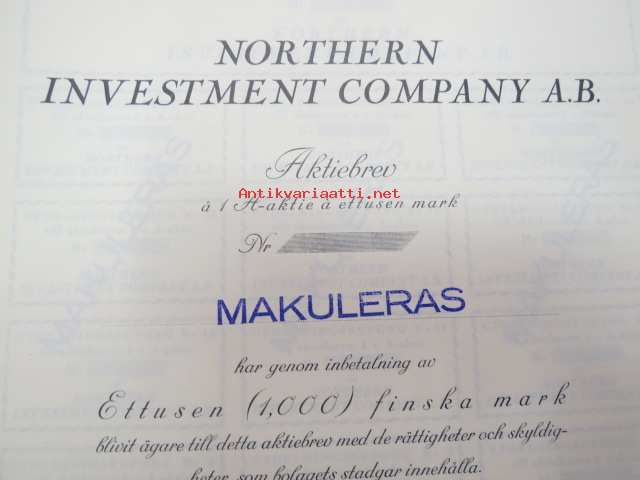 NORTHERN
INVESTMENT COMPANY A.B.
Aktiebrev
Antikvariaatti.net
à 1 A-aktie à ettusen mark
Nr
MAKULERAS
har genom inbetalning av
Ettusen (1,000) finska mark
blivit ägare till detta aktiebrev med de rättigheter och skyldig-
heter, som bolagets stadgar innehålla.